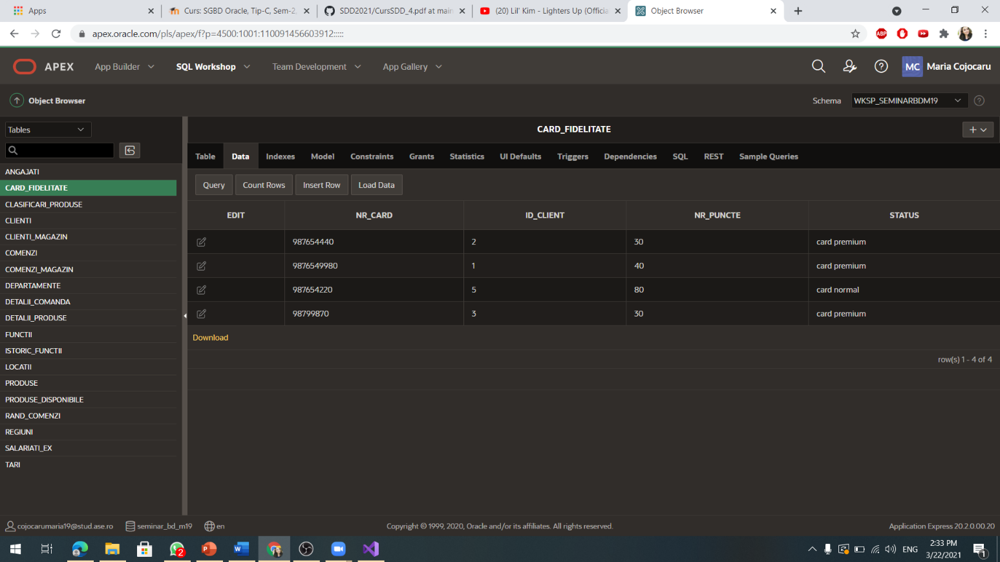 Apps
Curs: SGBD Oracle, Tip-C, Sem-2,
SDD2021/CursSDD_4.pdf at main
(20) Lil' Kim - Lighters Up (Officia
Object Browser
apex.oracle.com/pls/apex/f?p=4500:1001:110091456603912:::::
ABP
APEX
App Builder
SQL Workshop
Team Development
App Gallery
MC
Maria Cojocaru
Object Browser
Schema
WKSP_SEMINARBDM19
Tables
CARD_FIDELITATE
Table
Data
Indexes
Model
Constraints
Grants
Statistics
UI Defaults
Triggers
Dependencies
SQL
REST
Sample Queries
Query
Count Rows
Insert Row
Load Data
ANGAJATI
CARD_FIDELITATE
CLASIFICARI_PRODUSE
CLIENTI
CLIENTI_MAGAZIN
COMENZI
COMENZI_MAGAZIN
DEPARTAMENTE
DETALII_COMANDA
DETALII_PRODUSE
FUNCTII
ISTORIC_FUNCTII
LOCATII
PRODUSE
PRODUSE_DISPONIBILE
RAND_COMENZI
REGIUNI
SALARIATI_EX
TARI
EDIT NR_CARD ID_CLIENT NR_PUNCTE STATUS
987654440 2 30 card premium
9876549980 1 40 card premium
987654220 5 80 card normal
98799870 3 30 card premium
Download
row(s) 1 - 4 of 4
cojocarumaria19@stud.ase.ro
seminar_bd_m19
en
Copyright © 1999, 2020, Oracle and/or its affiliates. All rights reserved.
Application Express 20.2.0.00.20
2
ENG
2:33 PM
3/22/2021
1